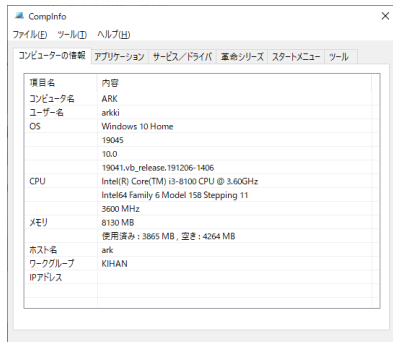 CompInfo
ファイル(F) ツール(T) ヘルプ(H)
コンピューターの情報 アプリケーション サービス／ドライバ 革命シリーズ スタートメニュー ツール
項目名 内容
コンピュータ名 ARK
ユーザー名 arkki
OS Windows 10 Home
19045
10.0
19041.vb_release.191206-1406
CPU Intel(R) Core(TM) i3-8100 CPU @ 3.60GHz
Intel64 Family 6 Model 158 Stepping 11
3600 MHz
メモリ 8130 MB
使用済み : 3865 MB , 空き : 4264 MB
ホスト名 ark
ワークグループ KIHAN
IPアドレス